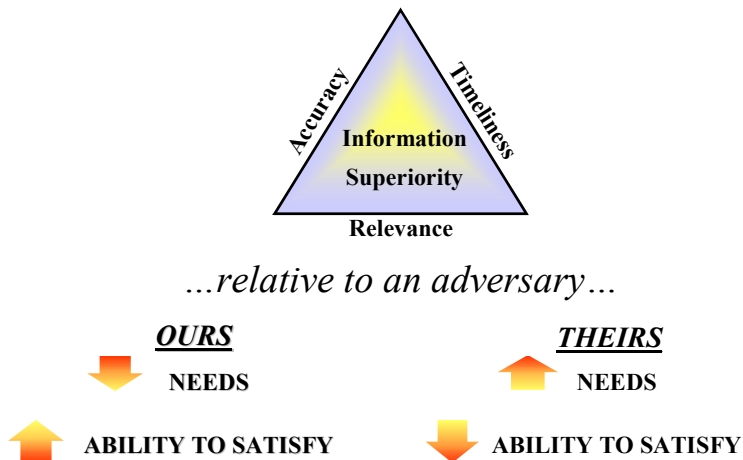 Accuracy
Timeliness
Information
Superiority
Relevance
...relative to an adversary...
OURS
THEIRS
NEEDS
NEEDS
ABILITY TO SATISFY
ABILITY TO SATISFY